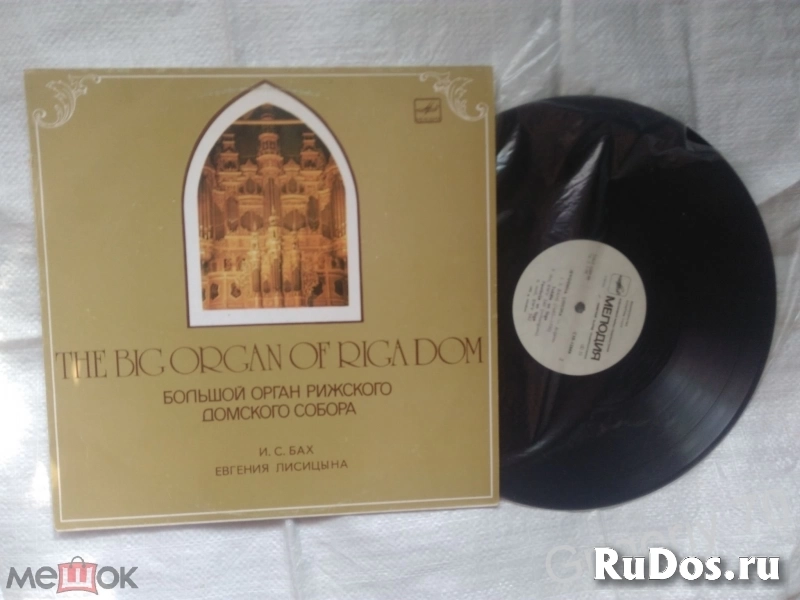 THE BIG ORGAN OF RIGA DOM
БОЛЬШОЙ ОРГАН РИЖСКОГО
ДОМСКОГО СОБОРА
И. С. БАХ
ЕВГЕНИЯ ЛИСИЦЫНА
МЕЛОДИЯ
мешок
RuDos.ru